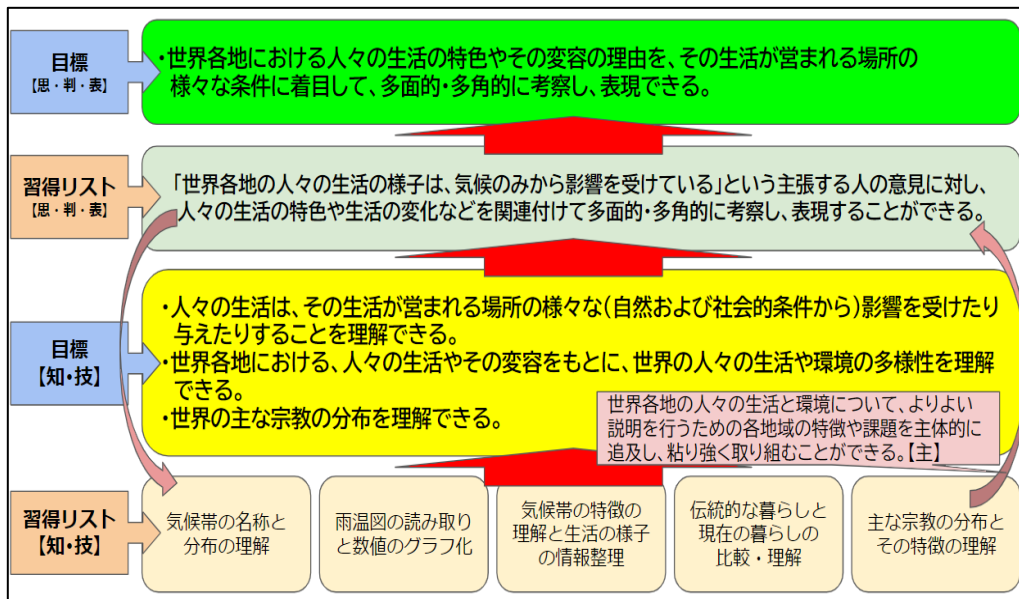 目標
【思・判・表】
・世界各地における人々の生活の特色やその変容の理由を、その生活が営まれる場所の
様々な条件に着目して、多面的・多角的に考察し、表現できる。
習得リスト
【思・判・表】
「世界各地の人々の生活の様子は、気候のみから影響を受けている」という主張する人の意見に対し、
人々の生活の特色や生活の変化などを関連付けて多面的・多角的に考察し、表現することができる。
目標
【知・技】
・人々の生活は、その生活が営まれる場所の様々な(自然および社会的条件から)影響を受けたり
与えたりすることを理解できる。
・世界各地における、人々の生活やその変容をもとに、世界の人々の生活や環境の多様性を理解
できる。
・世界の主な宗教の分布を理解できる。
世界各地の人々の生活と環境について、よりよい
説明を行うための各地域の特徴や課題を主体的に
追及し、粘り強く取り組むことができる。【主】
習得リスト
【知・技】
気候帯の名称と
分布の理解
雨温図の読み取り
と数値のグラフ化
気候帯の特徴の
理解と生活の様子
の情報整理
伝統的な暮らしと
現在の暮らしの
比較・理解
主な宗教の分布と
その特徴の理解